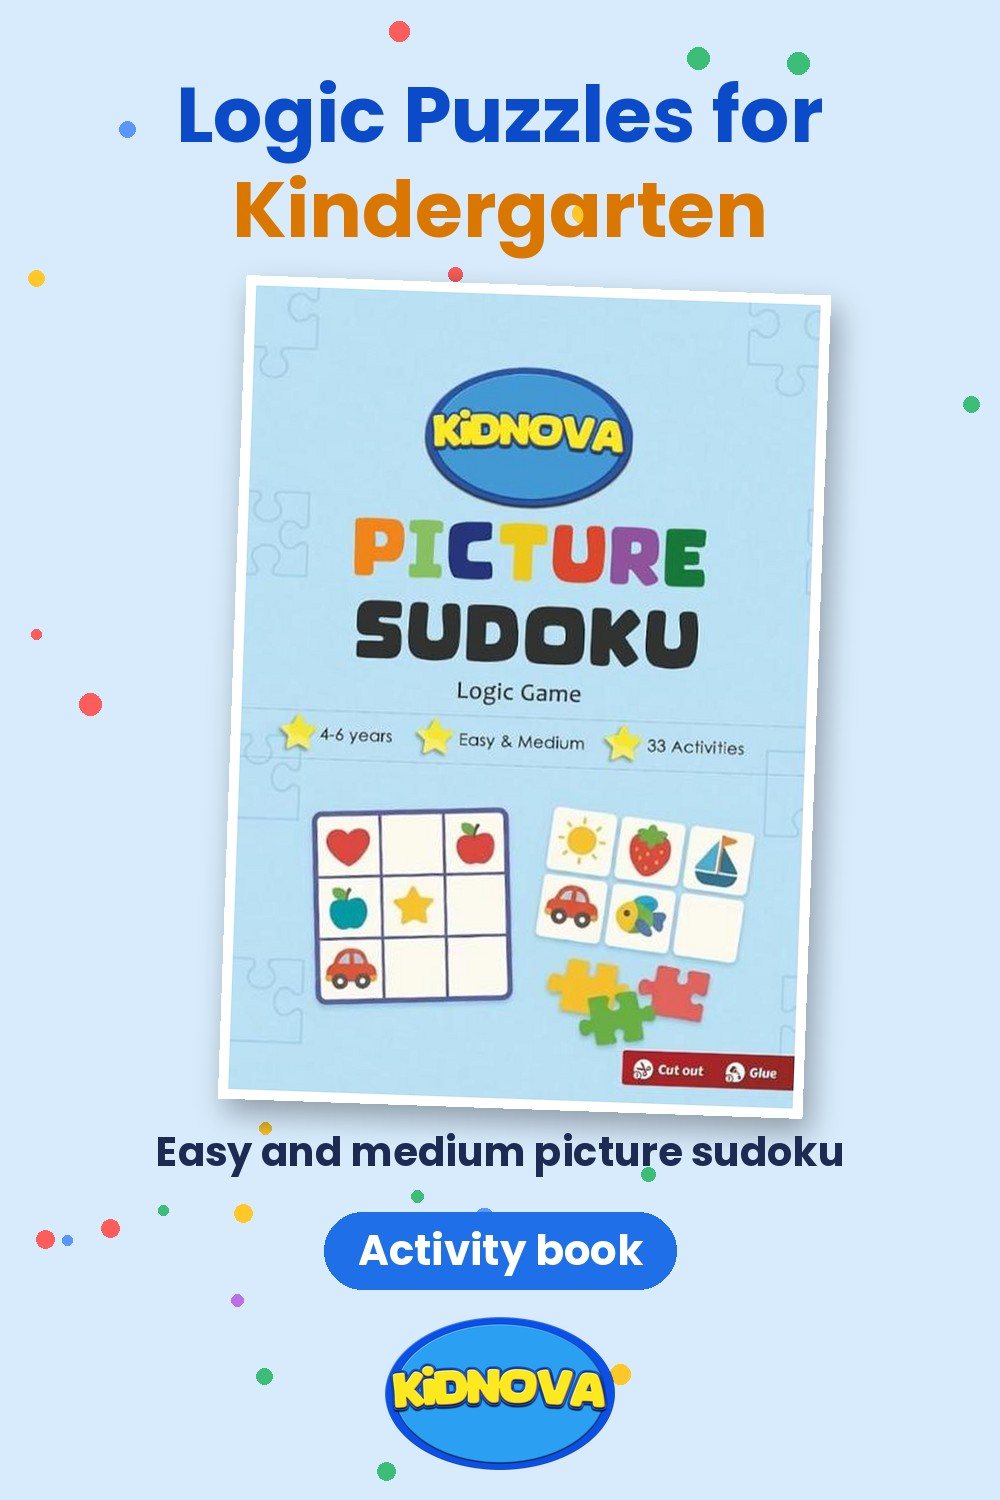 Logic Puzzles for
Kindergarten
KiDNOVA
PICTURE
SUDOKU
Logic Game
4-6 years Easy & Medium 33 Activities
Cut out Glue
Easy and medium picture sudoku
Activity book
KiDNOVA